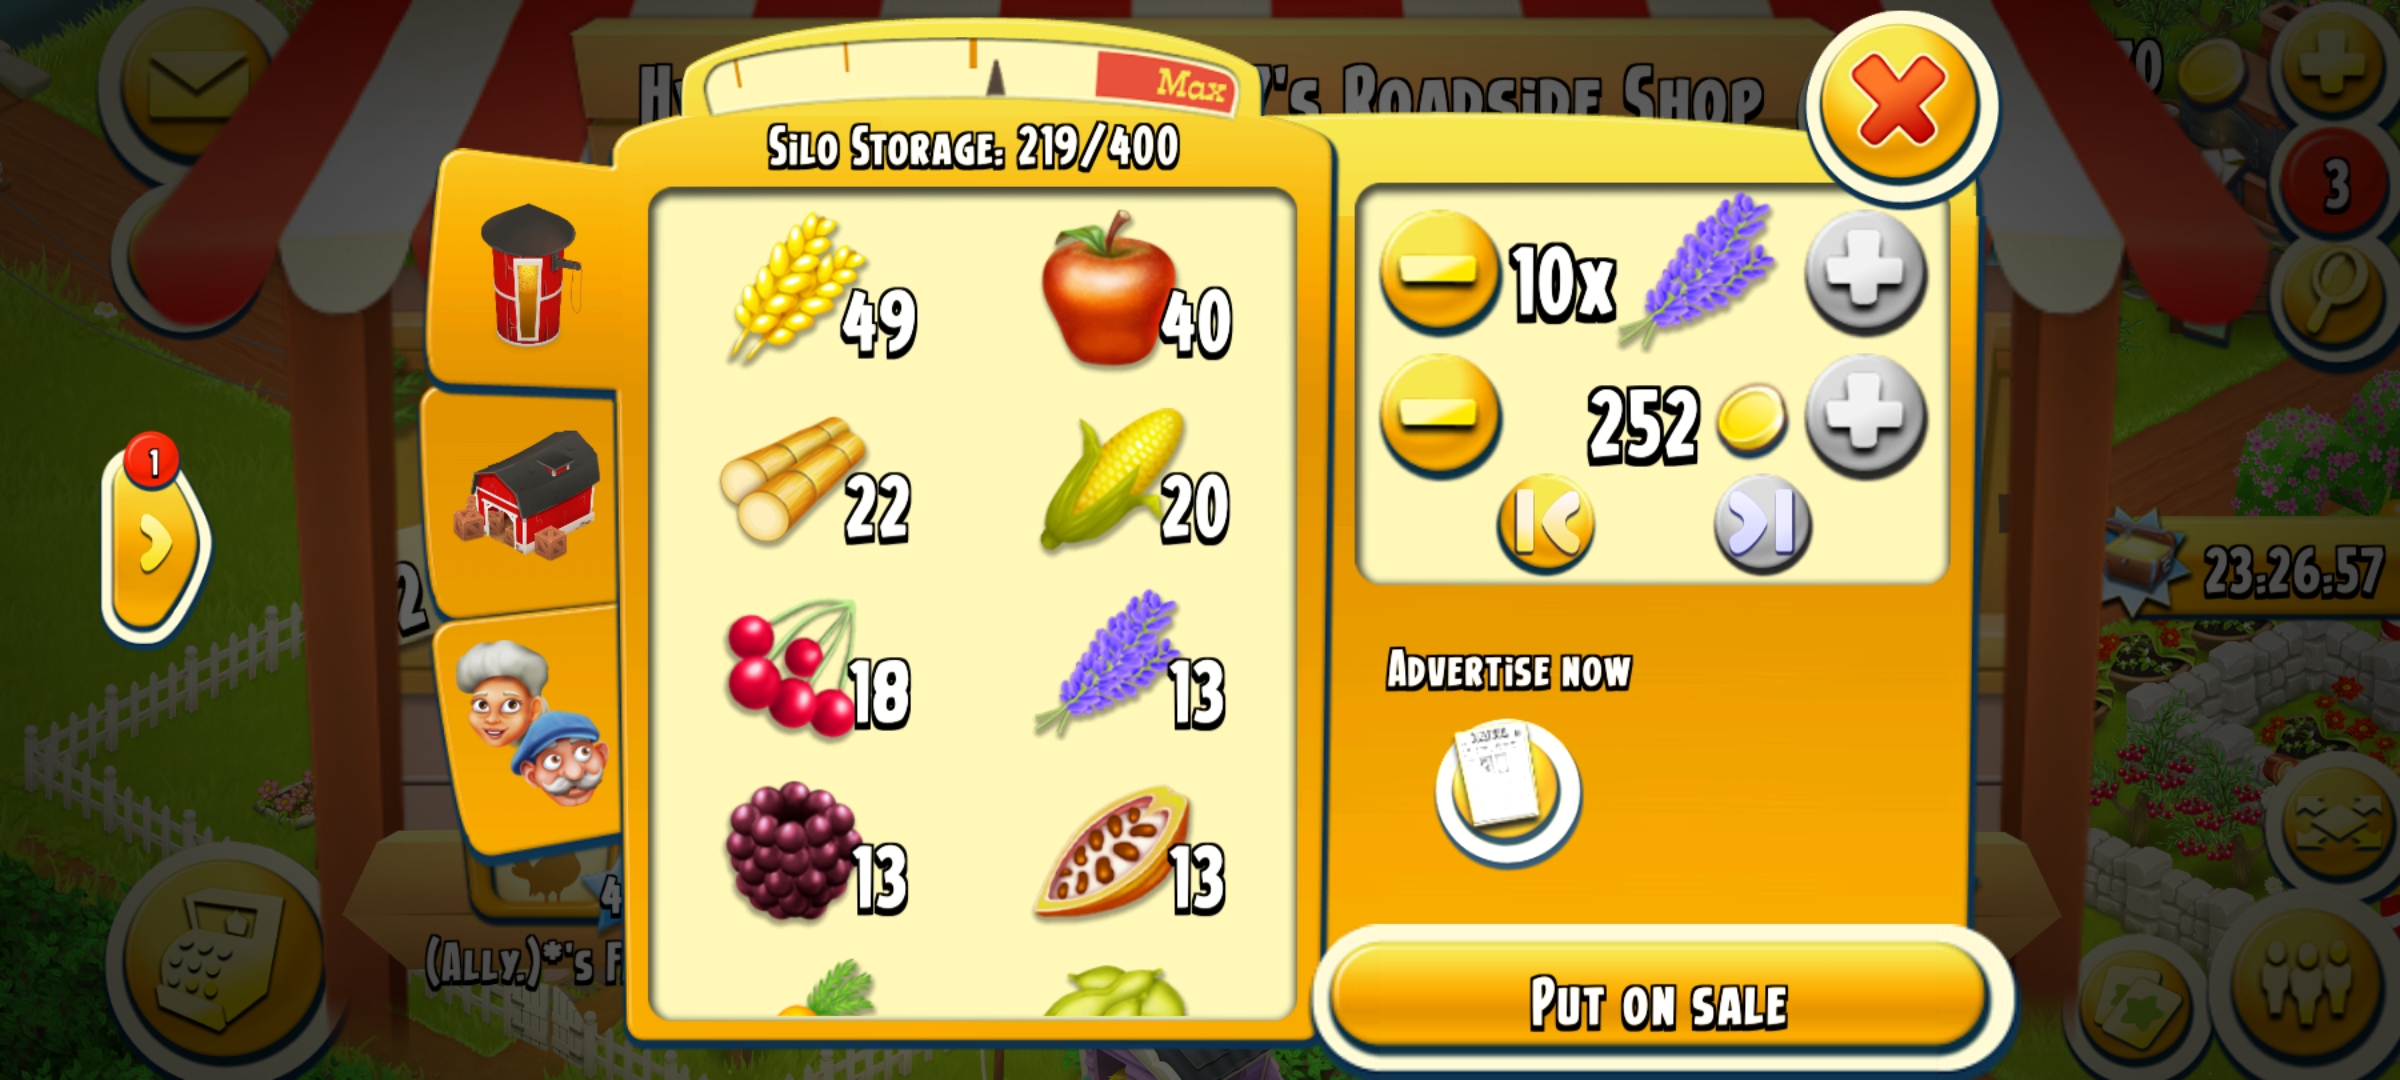 Max
's Roadside Shop
Silo Storage: 219/400
3
49
40
10x
252
22
20
1
23:26:57
18
13
Advertise now
13
13
(Ally.)*'s
Put on sale